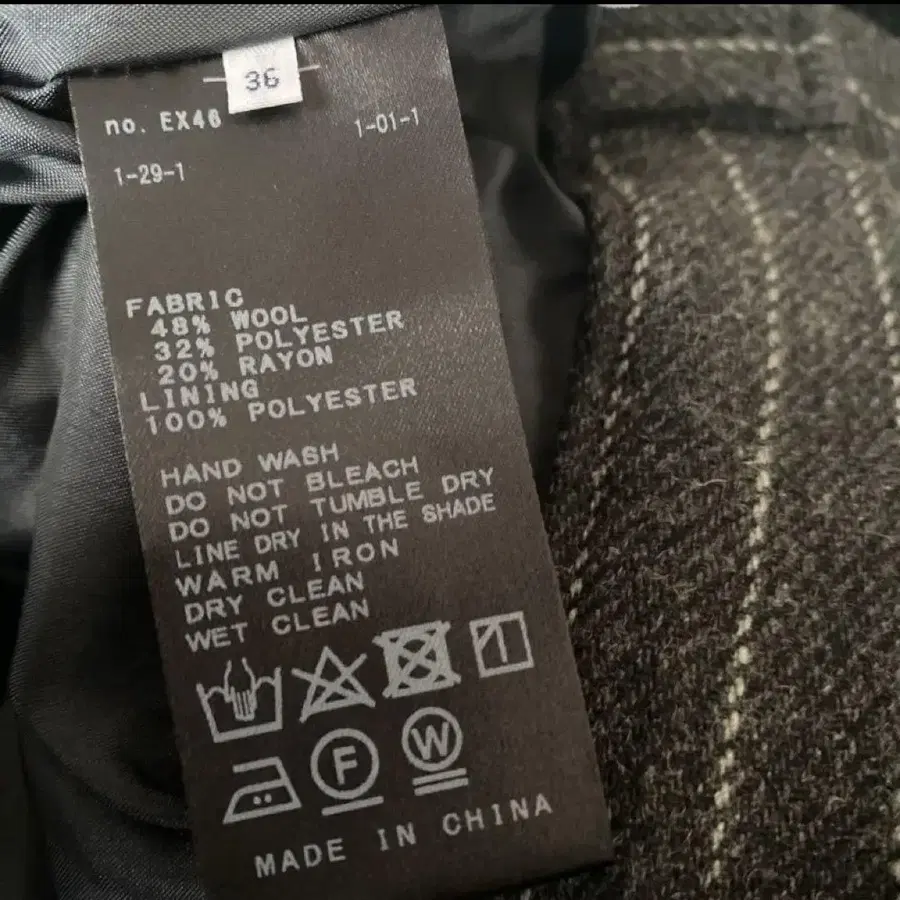 36
no. EX46
1-01-1
1-29-1
FABRIC
48% WOOL
32% POLYESTER
20% RAYON
LINING
100% POLYESTER
HAND WASH
DO NOT BLEACH
DO NOT TUMBLE DRY
LINE DRY IN THE SHADE
WARM IRON
DRY CLEAN
WET CLEAN
F W
MADE IN CHINA